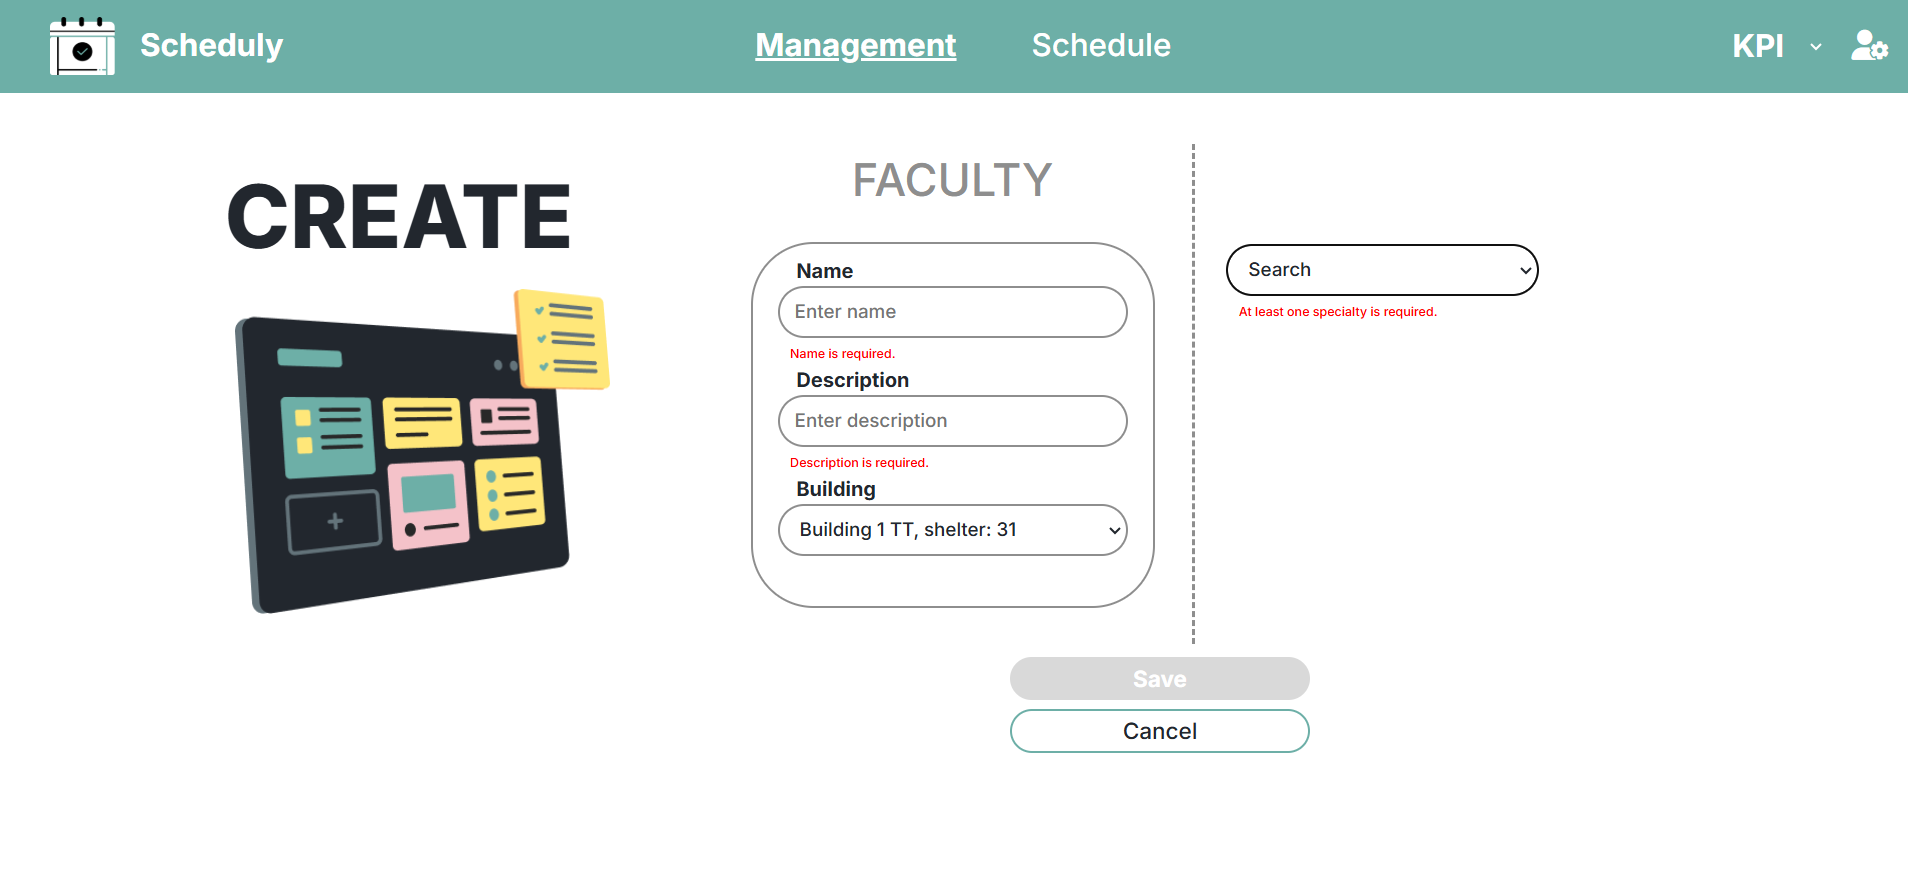 Scheduly
Management
Schedule
KPI
CREATE
FACULTY
Name
Enter name
Name is required.
Description
Enter description
Description is required.
Building
Building 1 TT, shelter: 31
Search
At least one specialty is required.
Save
Cancel